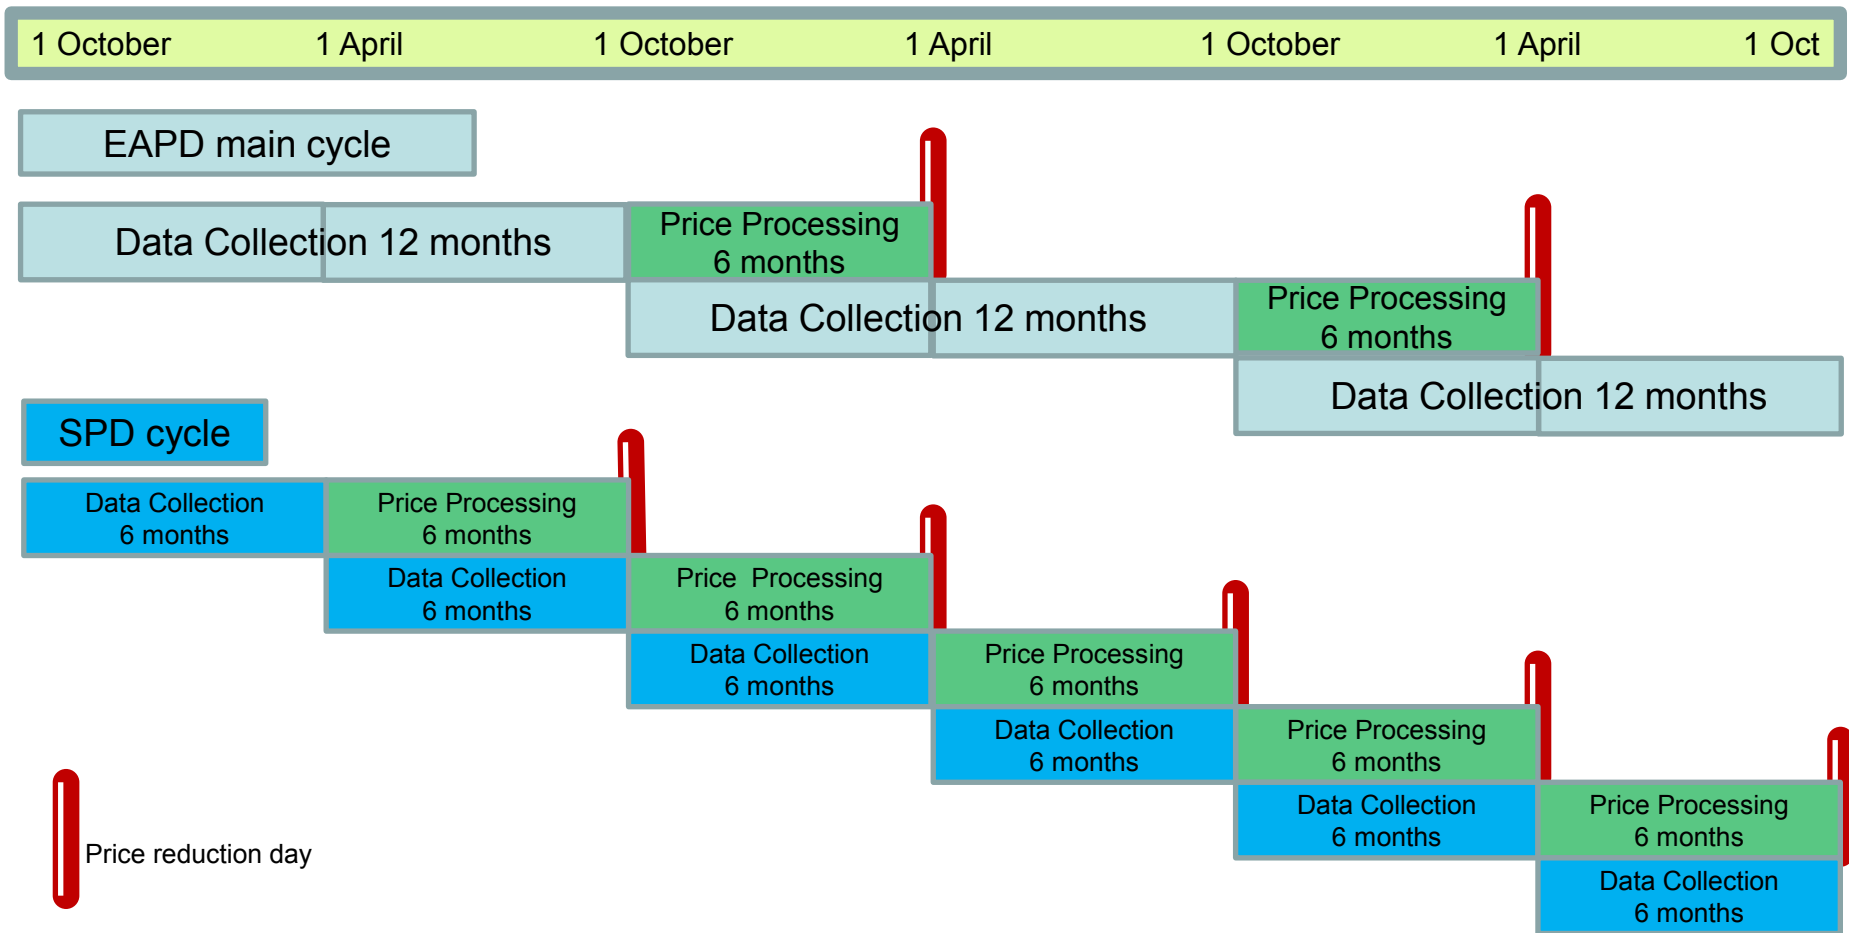 1 October 1 April 1 October 1 April 1 October 1 April 1 Oct
EAPD main cycle
Data Collection 12 months
Price Processing
6 months
Data Collection 12 months
Price Processing
6 months
Data Collection 12 months
SPD cycle
Data Collection
6 months
Price Processing
6 months
Data Collection
6 months
Price Processing
6 months
Data Collection
6 months
Price Processing
6 months
Data Collection
6 months
Price Processing
6 months
Data Collection
6 months
Price Processing
6 months
Data Collection
6 months
Price reduction day